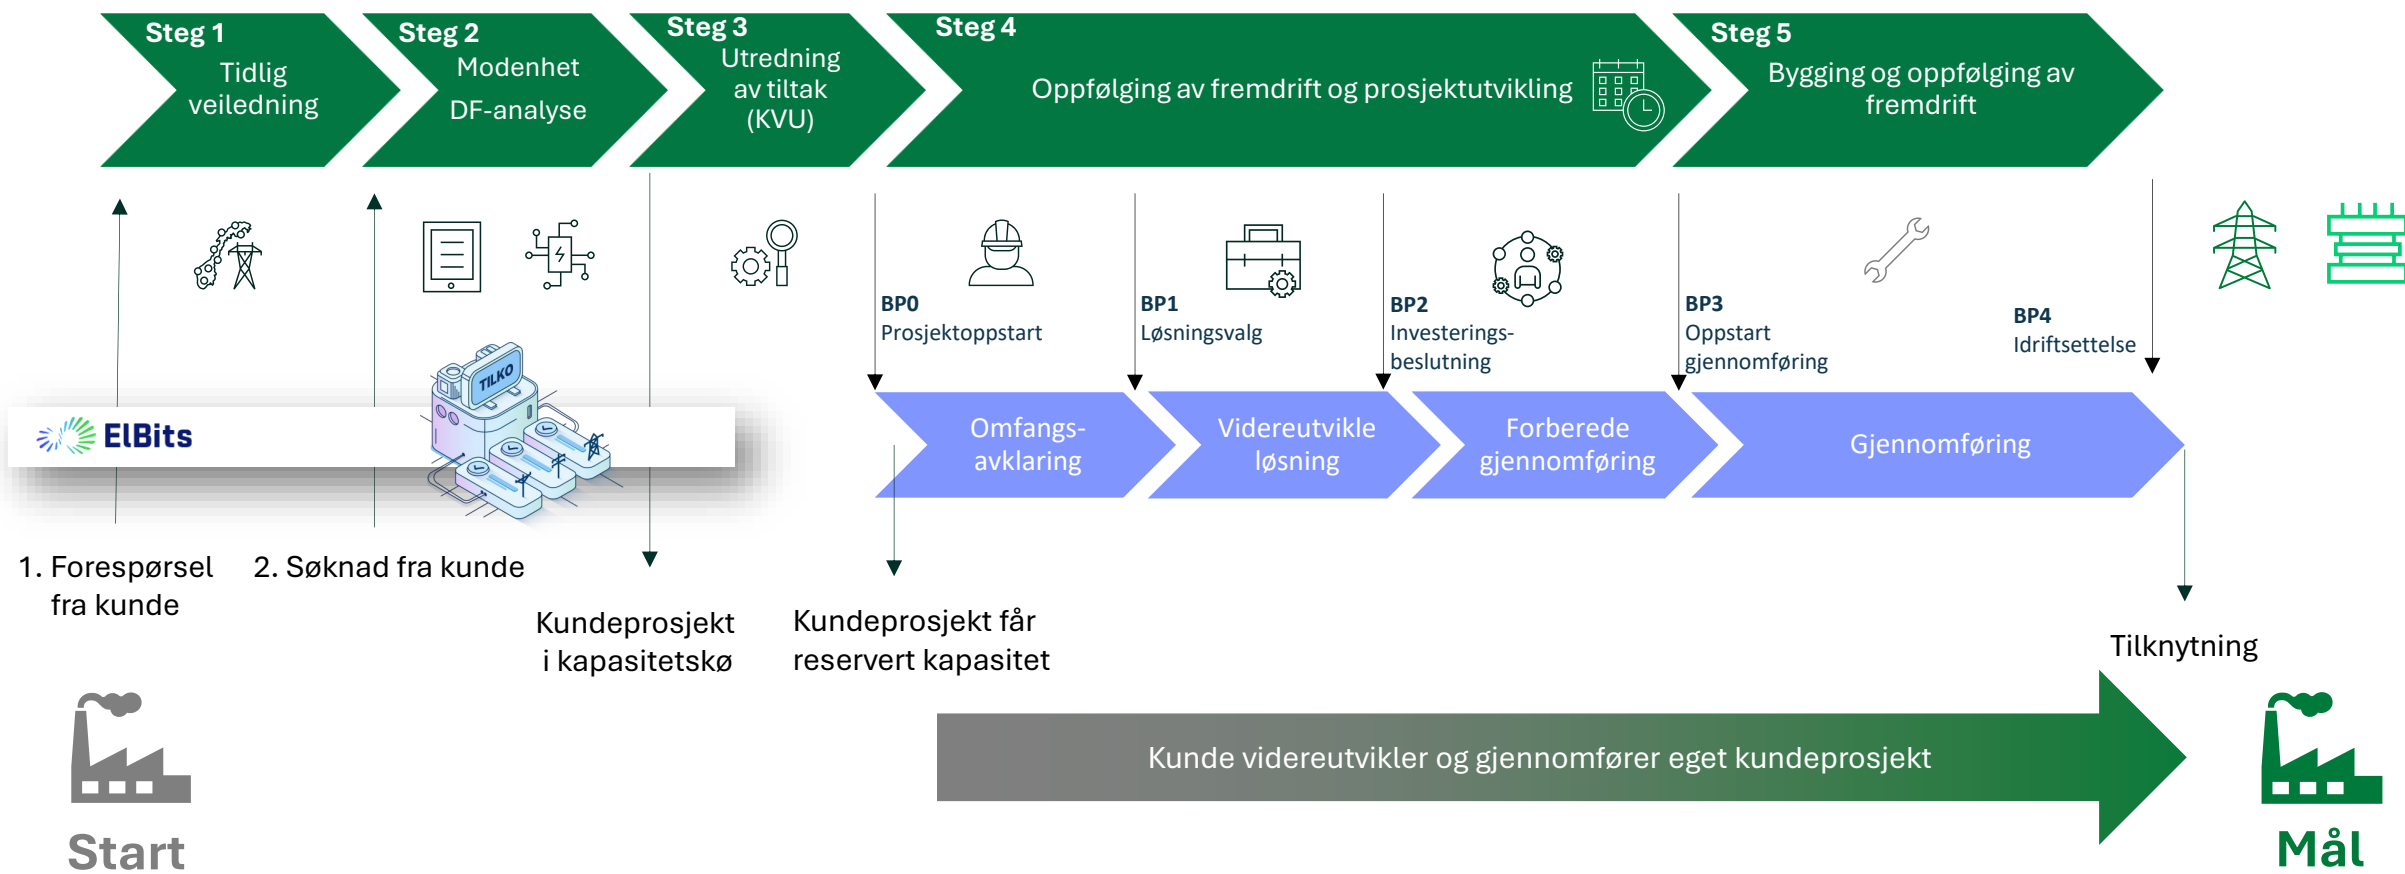 Steg 1
Tidlig
veiledning
Steg 2
Modenhet
DF-analyse
Steg 3
Utredning
av tiltak
(KVU)
Steg 4
Oppfølging av fremdrift og prosjektutvikling
Steg 5
Bygging og oppfølging av
fremdrift
BP0
Prosjektoppstart
BP1
Løsningsvalg
BP2
Investerings-
beslutning
BP3
Oppstart
gjennomføring
BP4
Idriftsettelse
TILKO
ElBits
Omfangs-
avklaring
Videreutvikle
løsning
Forberede
gjennomføring
Gjennomføring
1. Forespørsel
fra kunde
2. Søknad fra kunde
Kundeprosjekt
i kapasitetskø
Kundeprosjekt får
reservert kapasitet
Tilknytning
Kunde videreutvikler og gjennomfører eget kundeprosjekt
Start
Mål